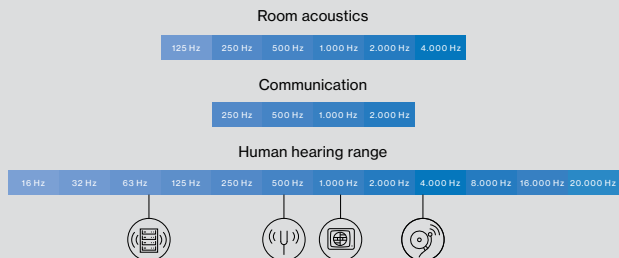 Room acoustics
125 Hz 250 Hz 500 Hz 1.000 Hz 2.000 Hz 4.000 Hz
Communication
250 Hz 500 Hz 1.000 Hz 2.000 Hz
Human hearing range
16 Hz 32 Hz 63 Hz 125 Hz 250 Hz 500 Hz 1.000 Hz 2.000 Hz 4.000 Hz 8.000 Hz 16.000 Hz 20.000 Hz